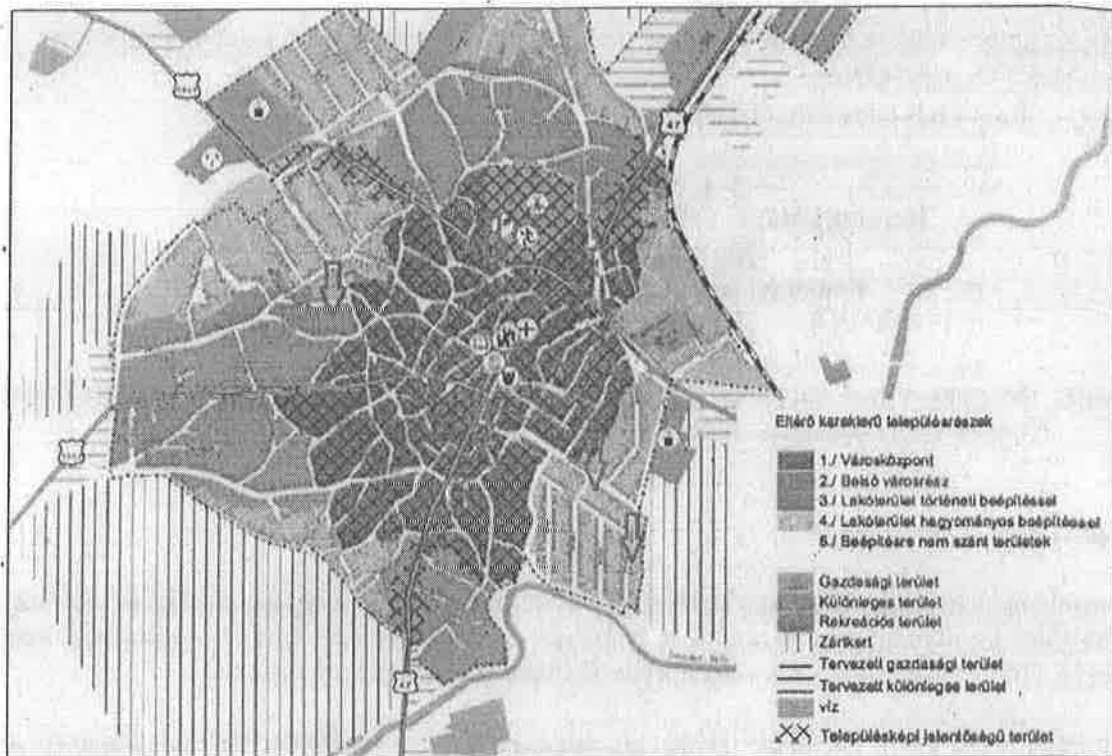 47
Eltérő karakterű településrészek
1./ Városközpont
2./ Belső városrész
3./ Lakóterület történeti beépítéssel
4./ Lakóterület hagyományos beépítéssel
5./ Beépítésre nem szánt területek
Gazdasági terület
Különleges terület
Rekreációs terület
Zártkert
Tervezett gazdasági terület
Tervezett különleges terület
víz
Településképi jelentőségű terület
47